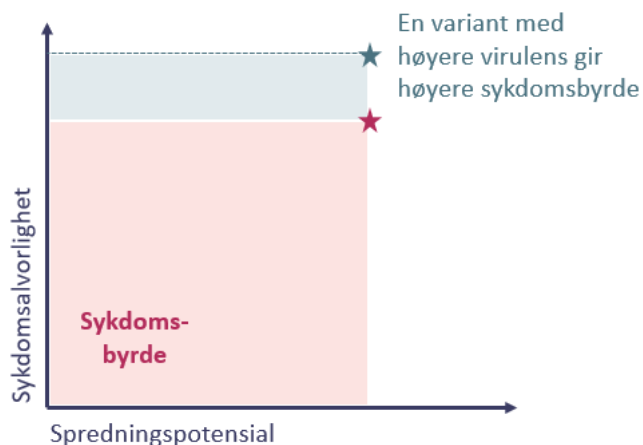 En variant med
høyere virulens gir
høyere sykdomsbyrde
Sykdomsalvorlighet
Sykdoms-
byrde
Spredningspotensial